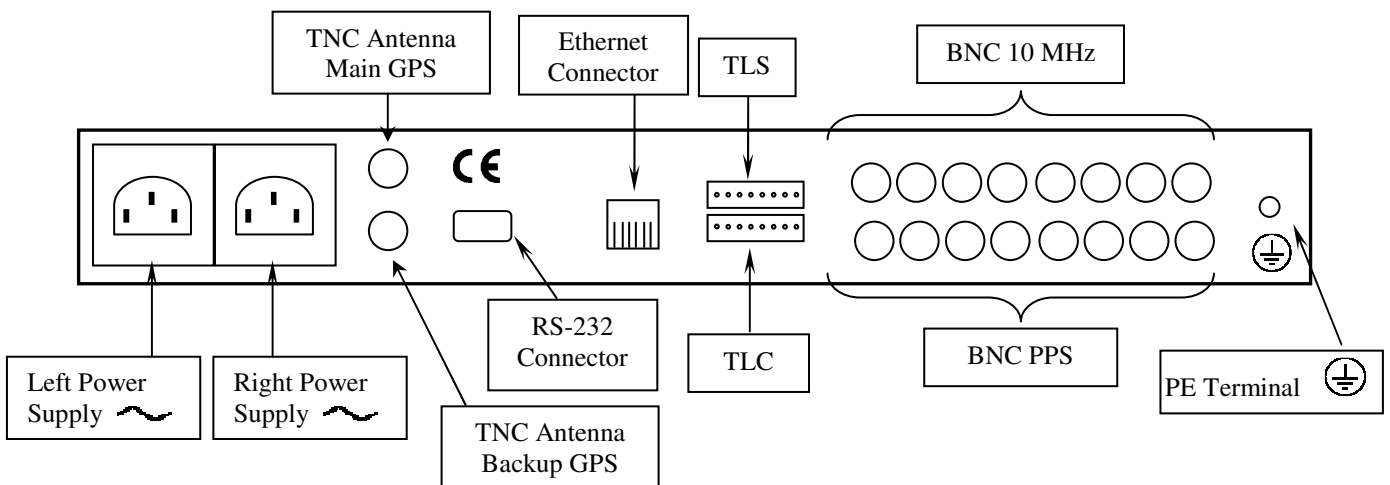 TNC Antenna
Main GPS
Ethernet
Connector
TLS
BNC 10 MHz
CE
RS-232
Connector
TLC
BNC PPS
Left Power
Supply
Right Power
Supply
PE Terminal
TNC Antenna
Backup GPS